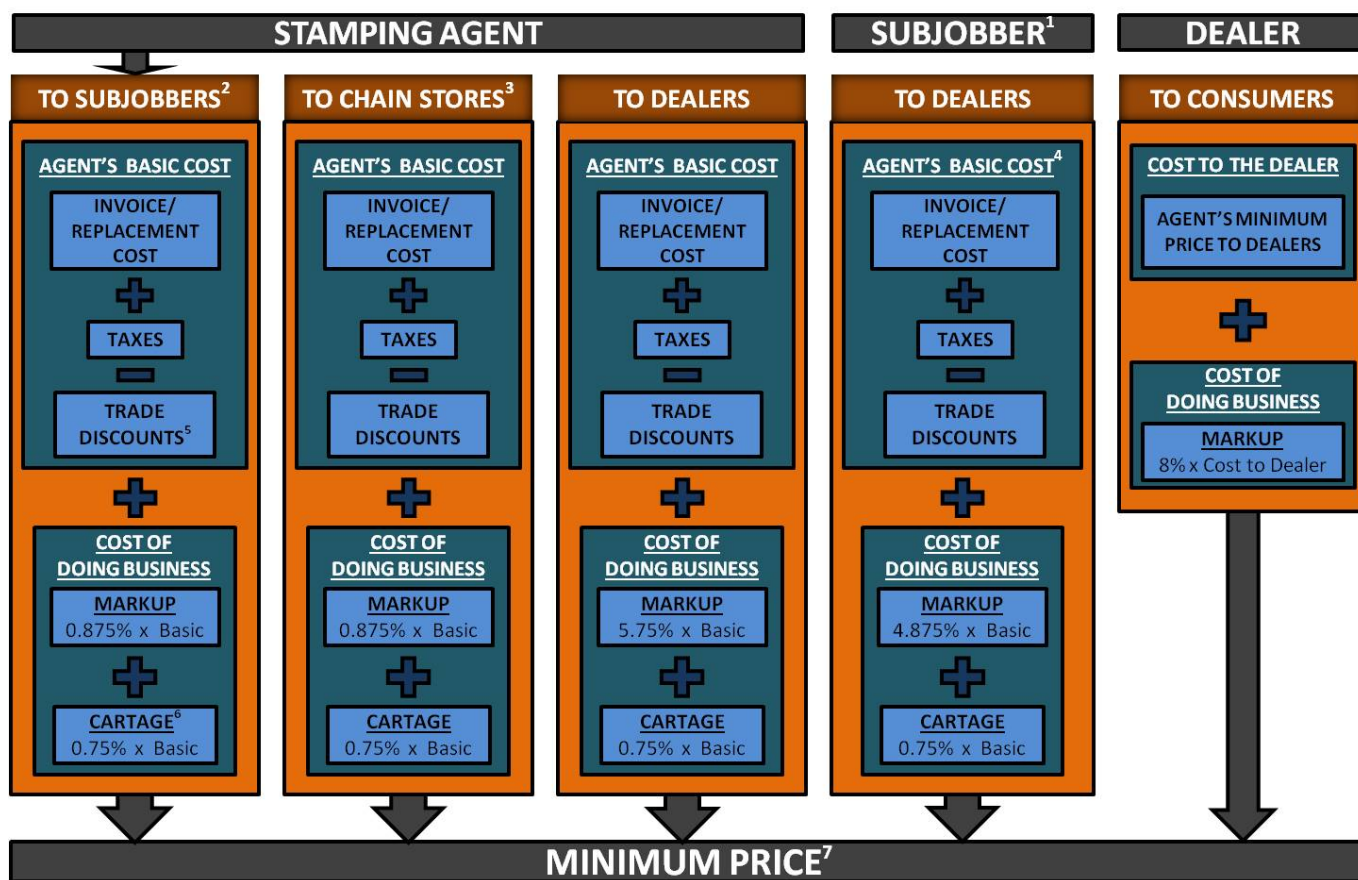 STAMPING AGENT
SUBJOBBER1
DEALER
TO SUBJOBBERS2
TO CHAIN STORES3
TO DEALERS
TO DEALERS
TO CONSUMERS
AGENT'S BASIC COST
INVOICE/
REPLACEMENT
COST
TAXES
TRADE
DISCOUNTS5
COST OF
DOING BUSINESS
MARKUP
0.875% x Basic
CARTAGE6
0.75% x Basic
AGENT'S BASIC COST
INVOICE/
REPLACEMENT
COST
TAXES
TRADE
DISCOUNTS
COST OF
DOING BUSINESS
MARKUP
0.875% x Basic
CARTAGE
0.75% x Basic
AGENT'S BASIC COST
INVOICE/
REPLACEMENT
COST
TAXES
TRADE
DISCOUNTS
COST OF
DOING BUSINESS
MARKUP
5.75% x Basic
CARTAGE
0.75% x Basic
AGENT'S BASIC COST4
INVOICE/
REPLACEMENT
COST
TAXES
TRADE
DISCOUNTS
COST OF
DOING BUSINESS
MARKUP
4.875% x Basic
CARTAGE
0.75% x Basic
COST TO THE DEALER
AGENT'S MINIMUM
PRICE TO DEALERS
COST OF
DOING BUSINESS
MARKUP
8% x Cost to Dealer
MINIMUM PRICE7